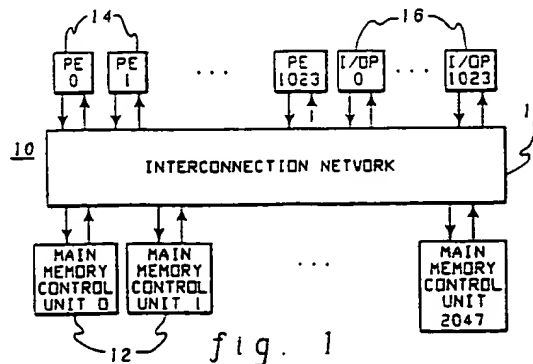 14
16
PE 0
PE 1
...
PE 1023
I/OP 0
...
I/OP 1023
1
10
INTERCONNECTION NETWORK
MAIN MEMORY CONTROL UNIT 0
MAIN MEMORY CONTROL UNIT 1
...
MAIN MEMORY CONTROL UNIT 2047
12
fig. 1